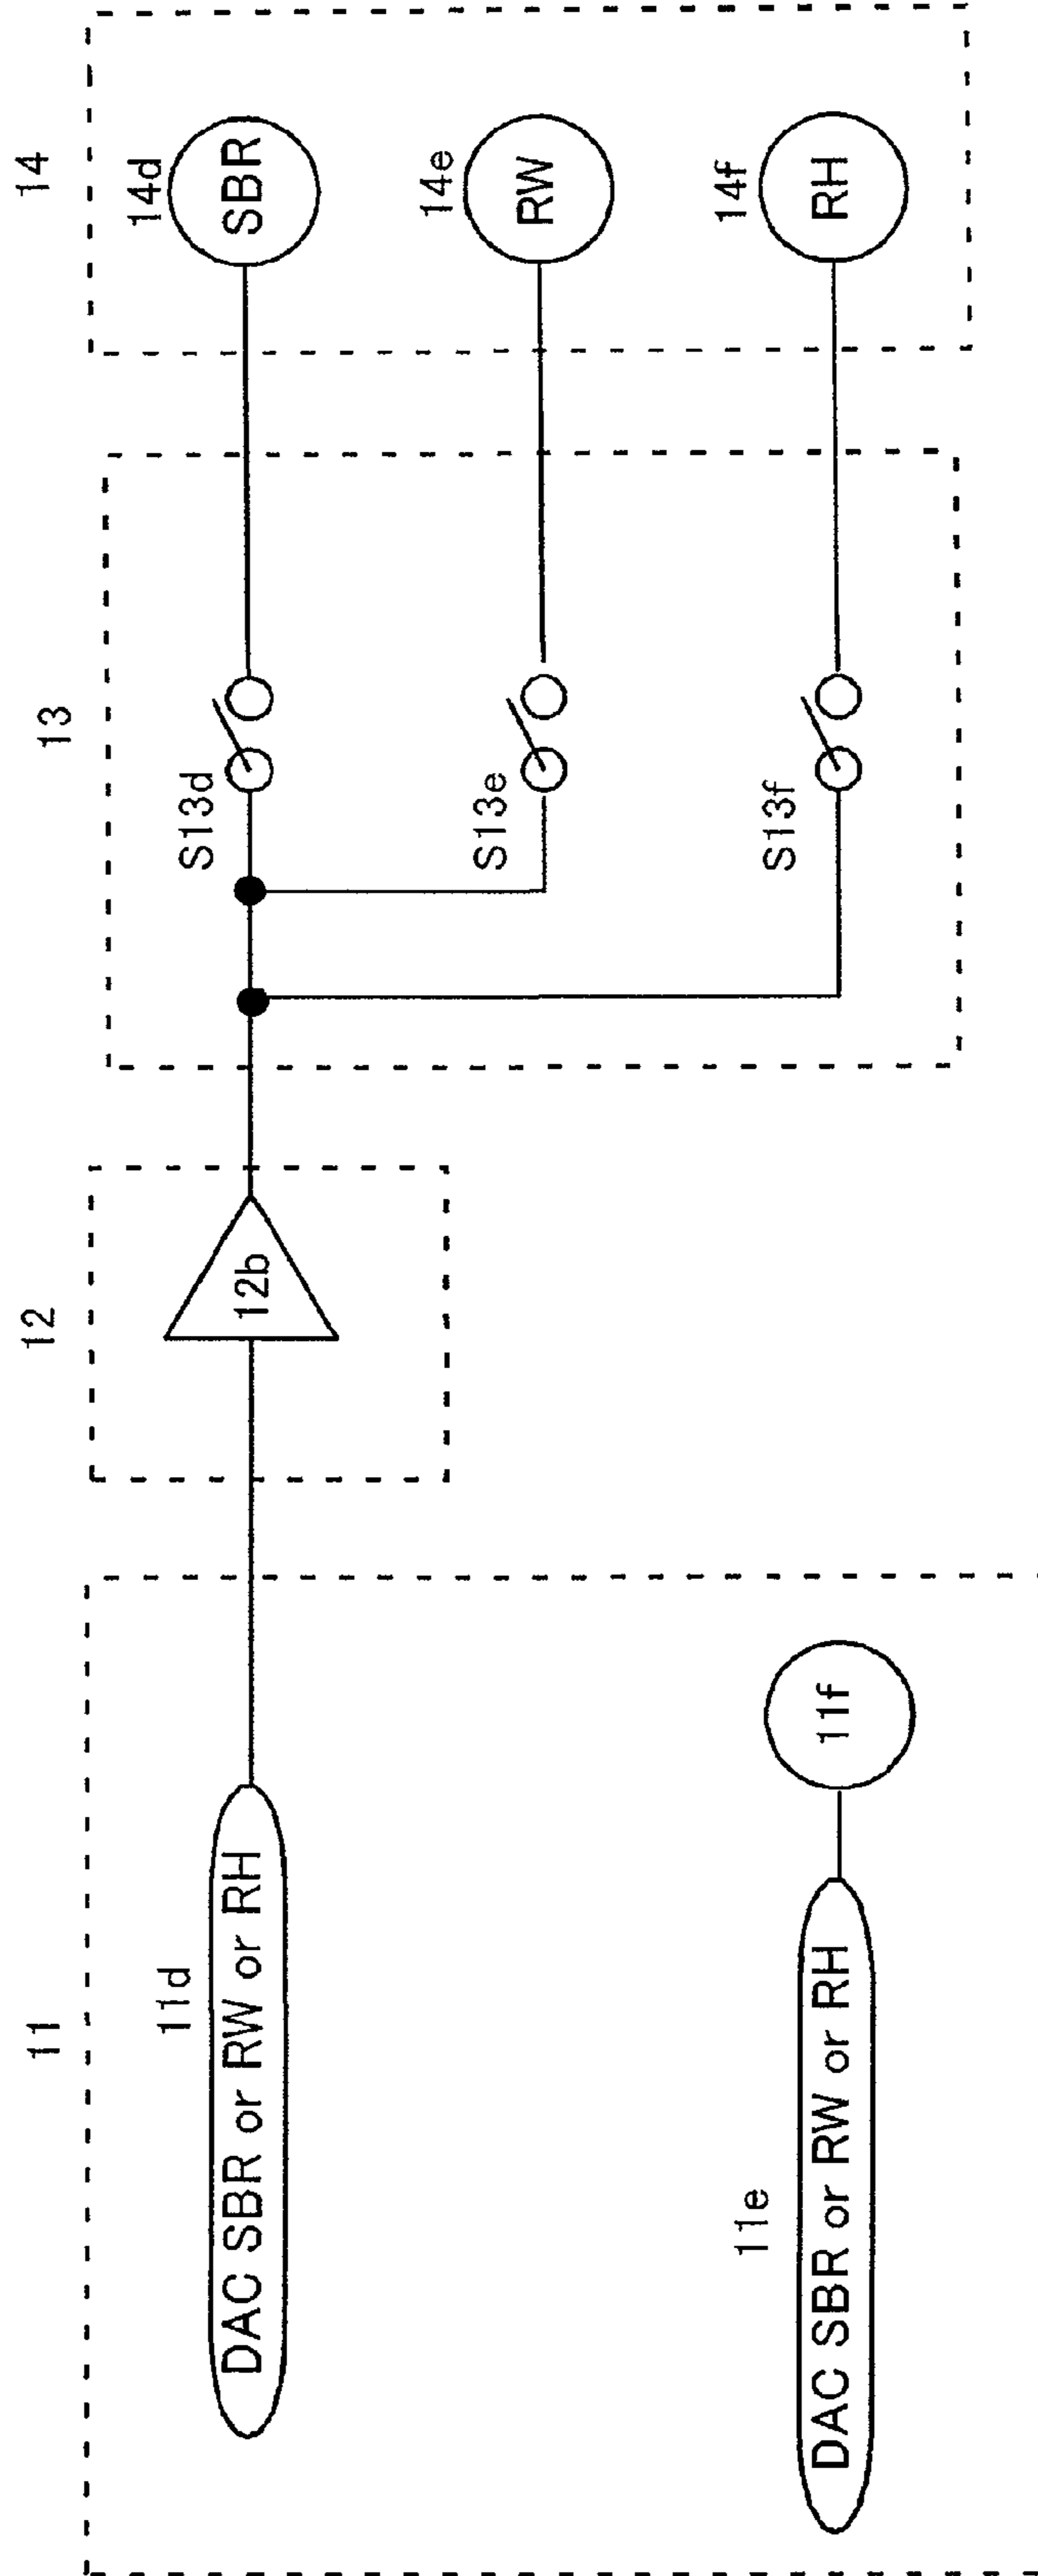 11
12
13
14
11d
DAC SBR or RW or RH
12b
S13d
14d
SBR
S13e
14e
RW
11e
DAC SBR or RW or RH
11f
S13f
14f
RH